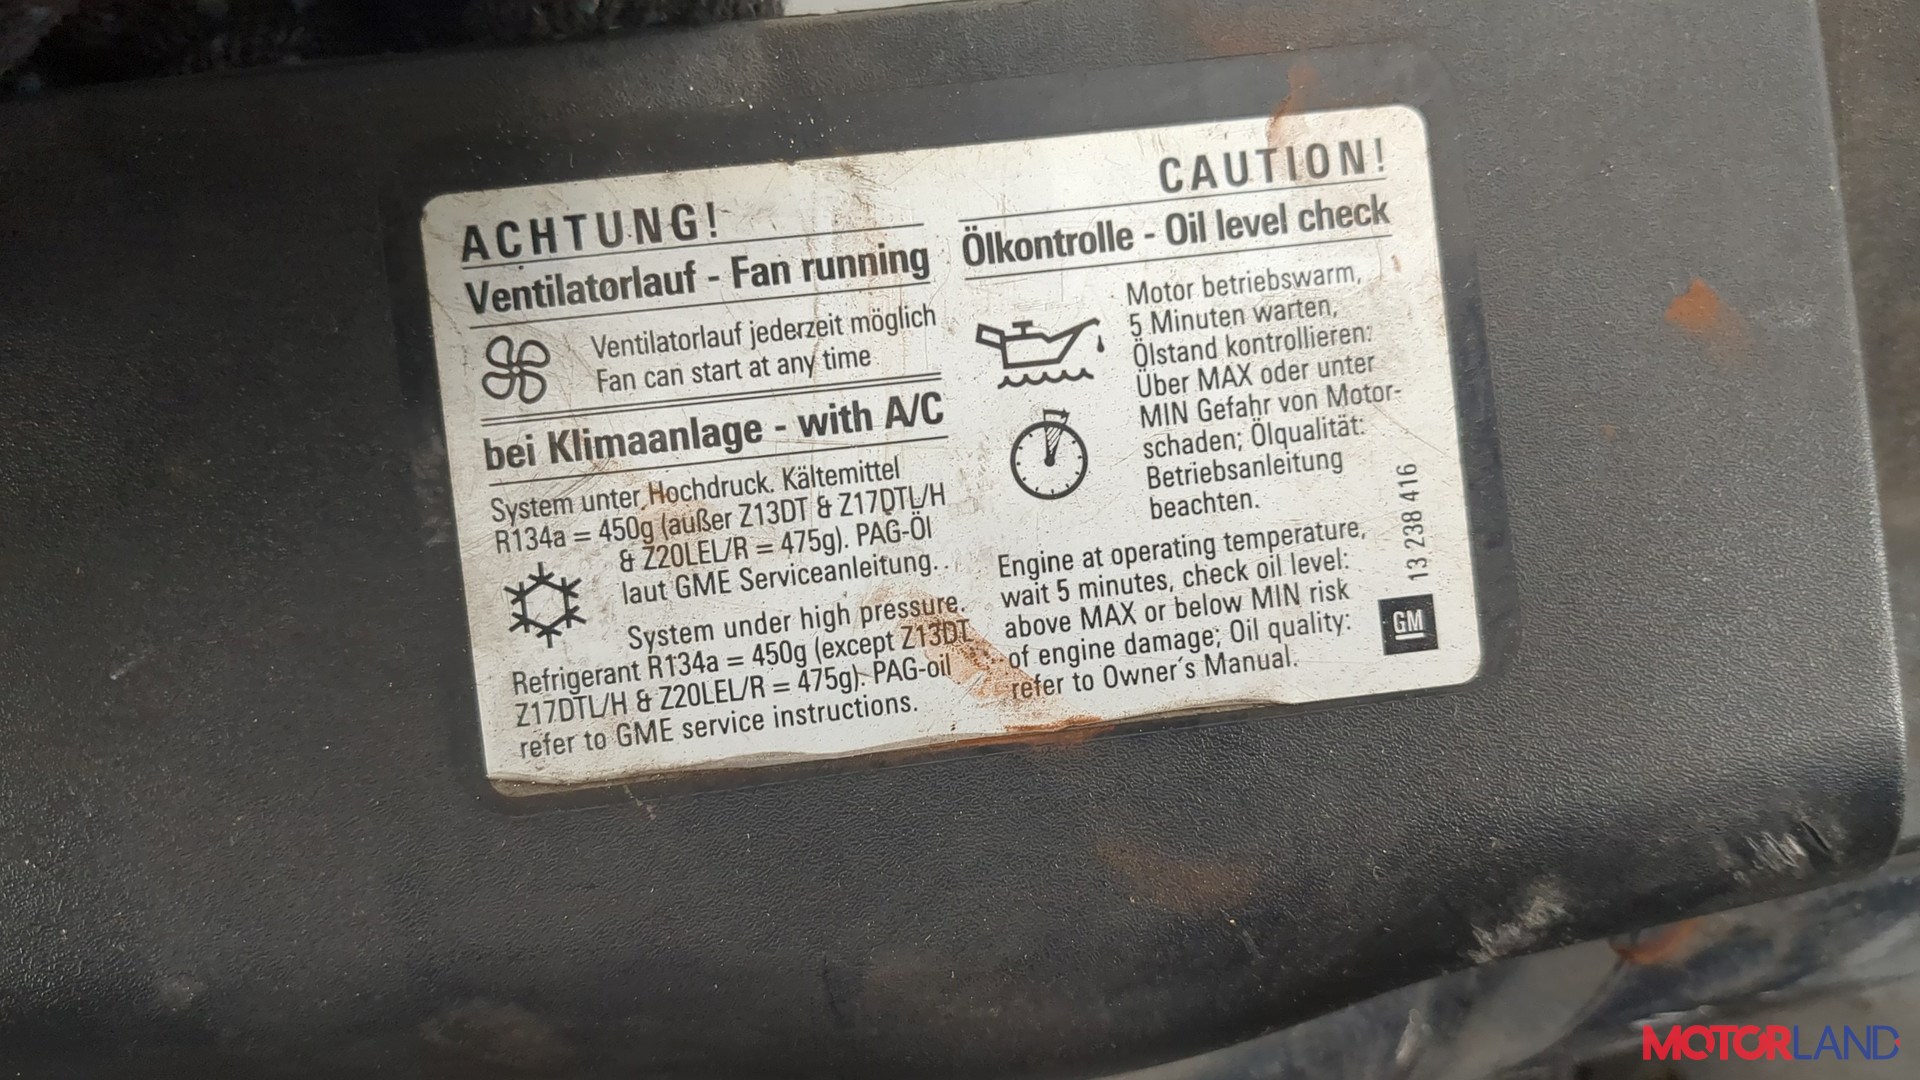 ACHTUNG!
Ventilatorlauf - Fan running
Ventilatorlauf jederzeit möglich
Fan can start at any time
bei Klimaanlage - with A/C
System unter Hochdruck. Kältemittel
R134a = 450g (außer Z13DT & Z17DTL/H
& Z20LEL/R = 475g). PAG-Öl
laut GME Serviceanleitung.
System under high pressure.
Refrigerant R134a = 450g (except Z13DT
Z17DTL/H & Z20LEL/R = 475g). PAG-oil
refer to GME service instructions.
CAUTION!
Ölkontrolle - Oil level check
Motor betriebswarm,
5 Minuten warten,
Ölstand kontrollieren:
Über MAX oder unter
MIN Gefahr von Motor-
schaden; Ölqualität:
Betriebsanleitung
beachten.
Engine at operating temperature,
wait 5 minutes, check oil level:
above MAX or below MIN risk
of engine damage; Oil quality:
refer to Owner´s Manual.
13 238 416
GM
MOTORLAND